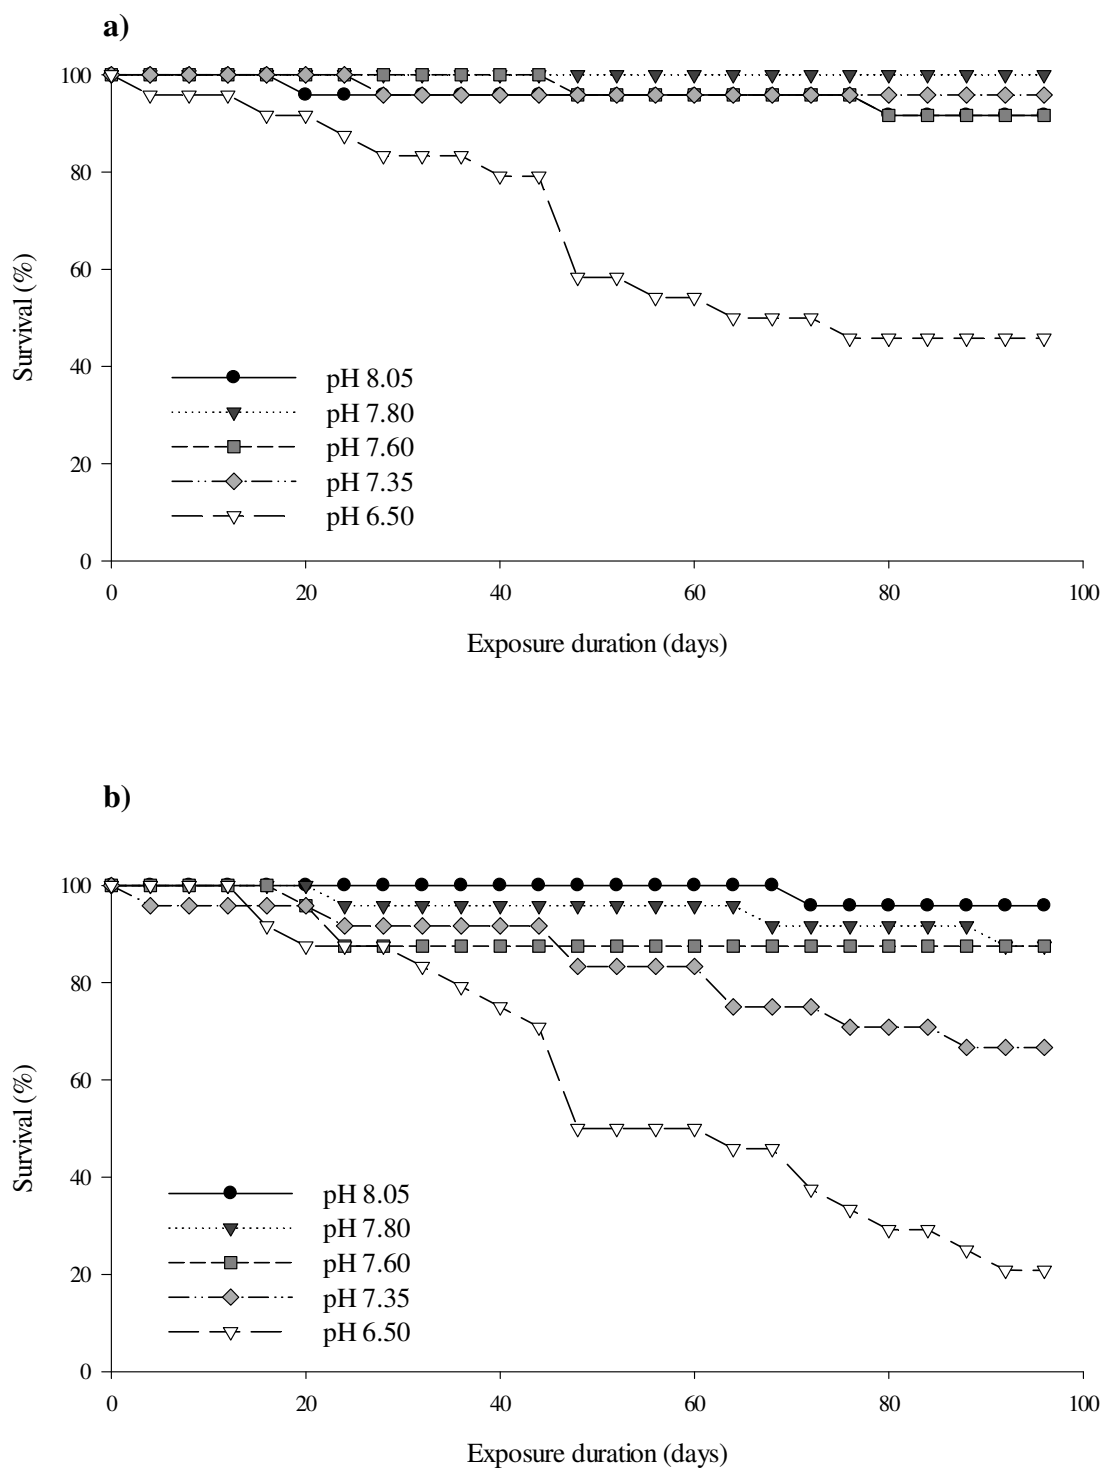 a)
100
80
60
40
20
0
Survival (%)
pH 8.05
pH 7.80
pH 7.60
pH 7.35
pH 6.50
0 20 40 60 80 100
Exposure duration (days)
b)
100
80
60
40
20
0
Survival (%)
pH 8.05
pH 7.80
pH 7.60
pH 7.35
pH 6.50
0 20 40 60 80 100
Exposure duration (days)